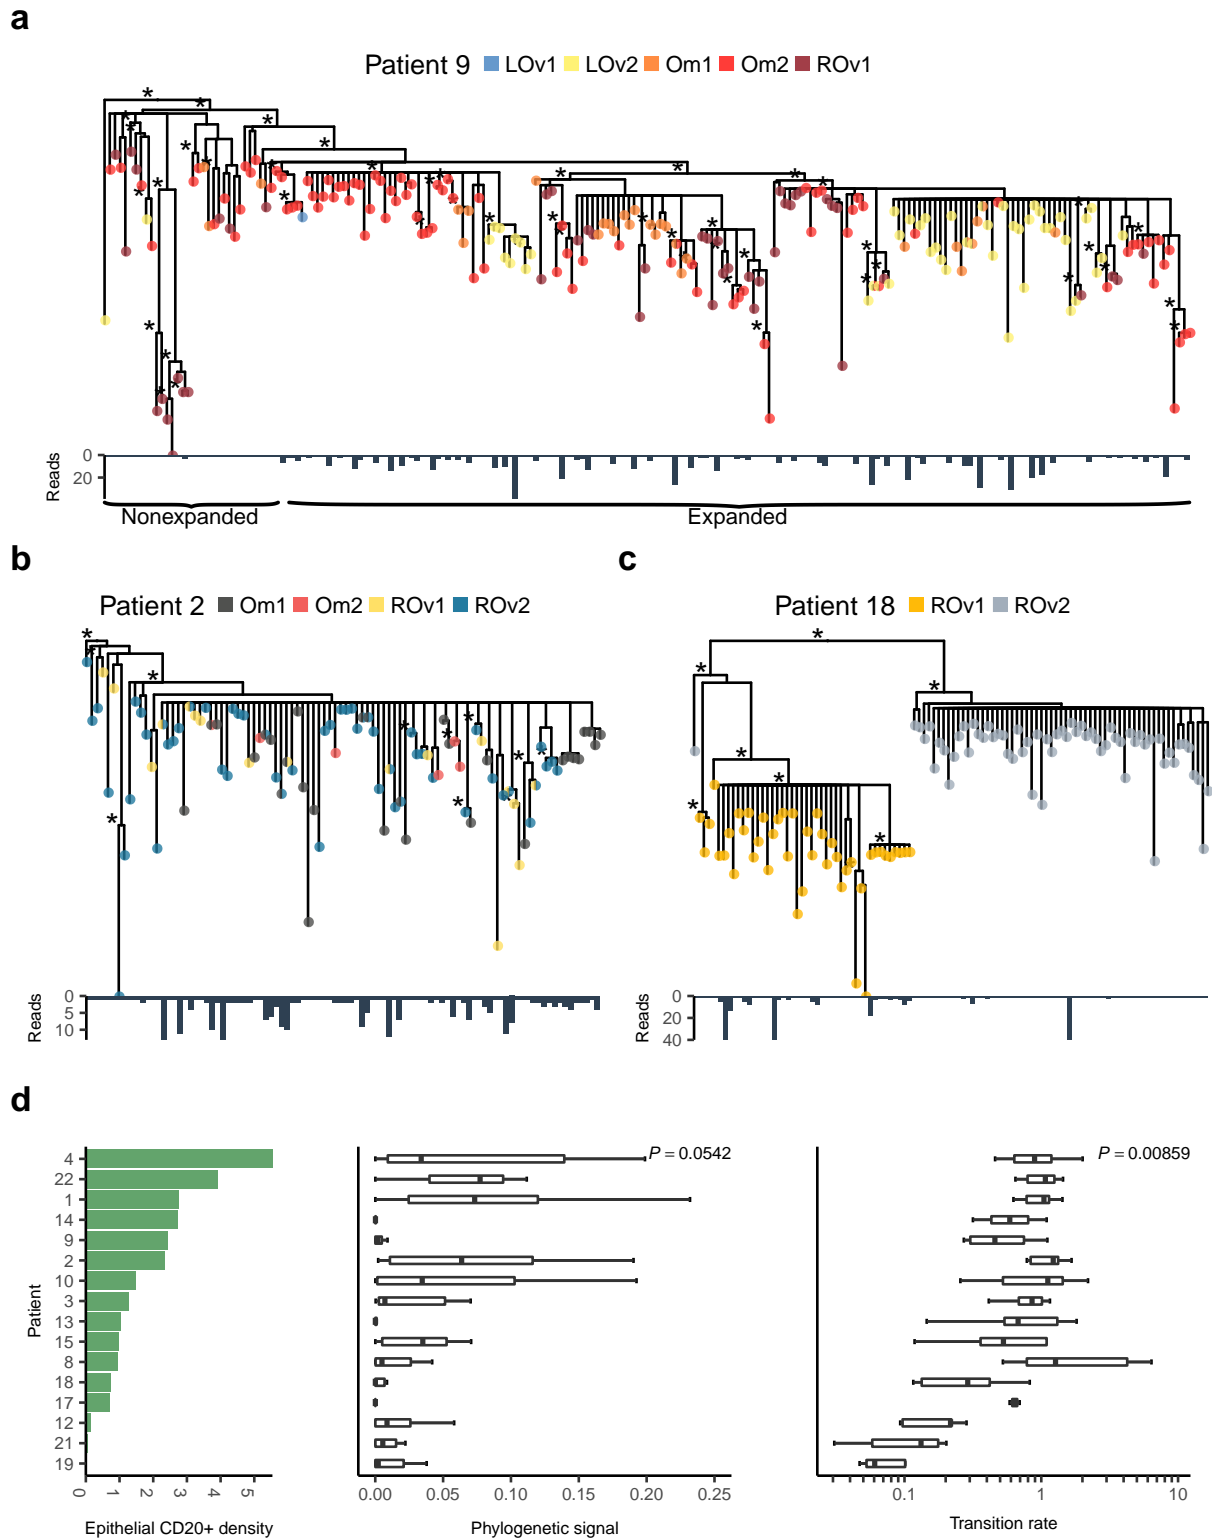 a
Patient 9 LOv1 LOv2 Om1 Om2 ROv1
Reads
0
20
Nonexpanded Expanded
b
Patient 2 Om1 Om2 ROv1 ROv2
Reads
0
5
10
c
Patient 18 ROv1 ROv2
Reads
0
20
40
d
Patient
4
22
1
14
9
2
10
3
13
15
8
18
17
12
21
19
0 1 2 3 4 5
Epithelial CD20+ density
P = 0.0542
0.00 0.05 0.10 0.15 0.20 0.25
Phylogenetic signal
P = 0.00859
0.1 1 10
Transition rate